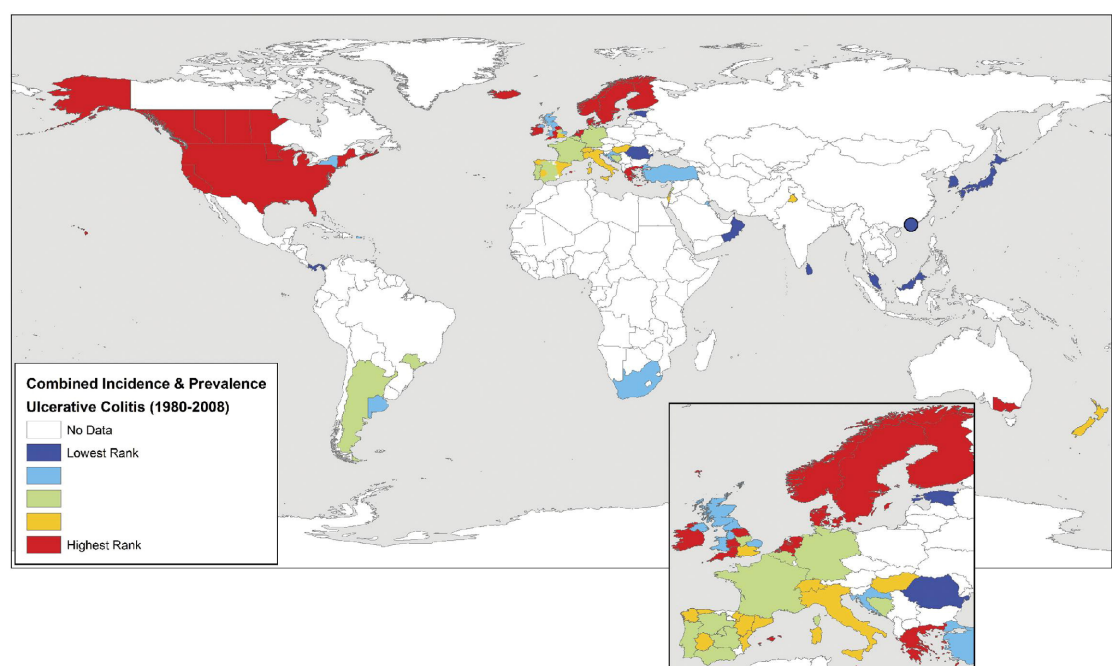 Combined Incidence & Prevalence
Ulcerative Colitis (1980-2008)
No Data
Lowest Rank
Highest Rank